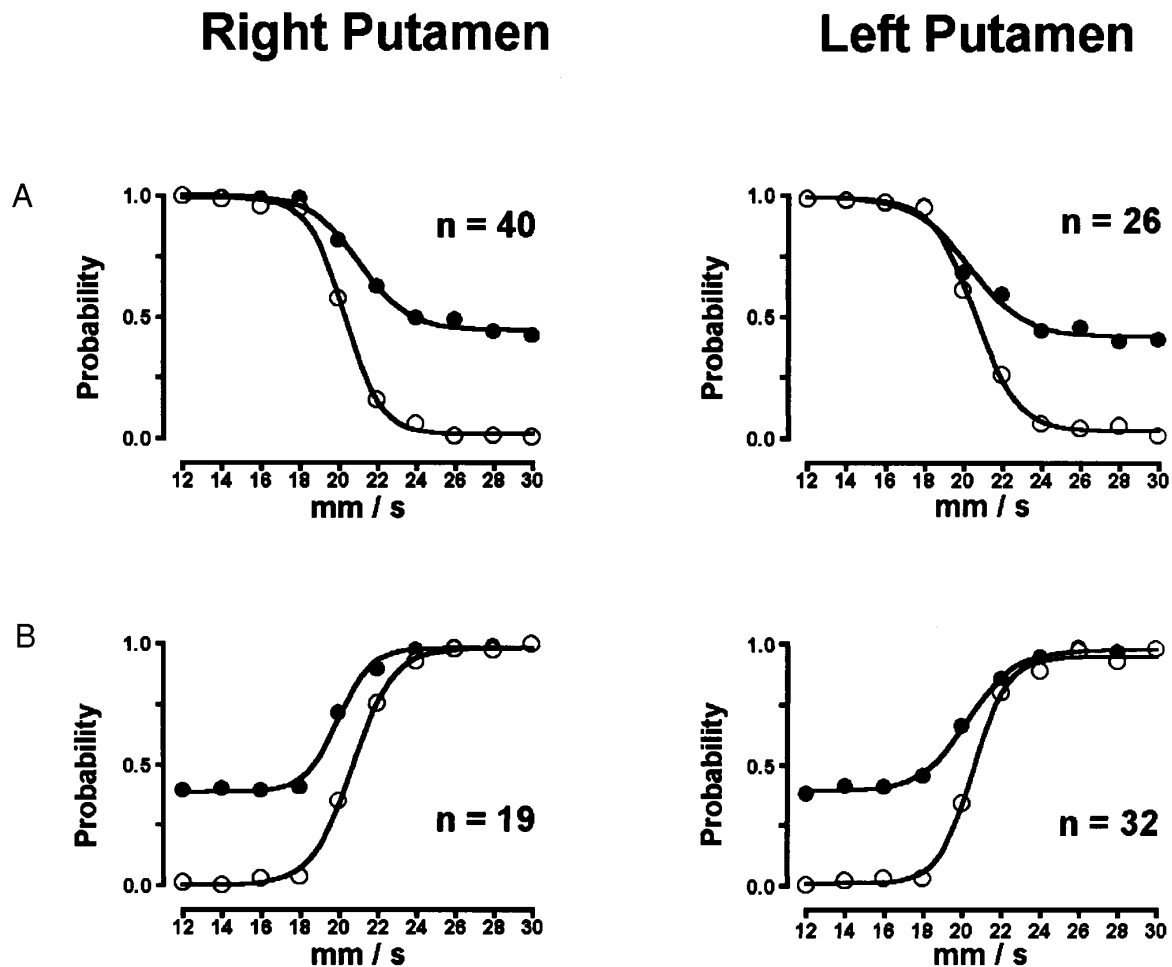 Right Putamen
Left Putamen
A
Probability
1.0
0.5
0.0
n = 40
12 14 16 18 20 22 24 26 28 30
mm / s
Probability
1.0
0.5
0.0
n = 26
12 14 16 18 20 22 24 26 28 30
mm / s
B
Probability
1.0
0.5
0.0
n = 19
12 14 16 18 20 22 24 26 28 30
mm / s
Probability
1.0
0.5
0.0
n = 32
12 14 16 18 20 22 24 26 28 30
mm / s